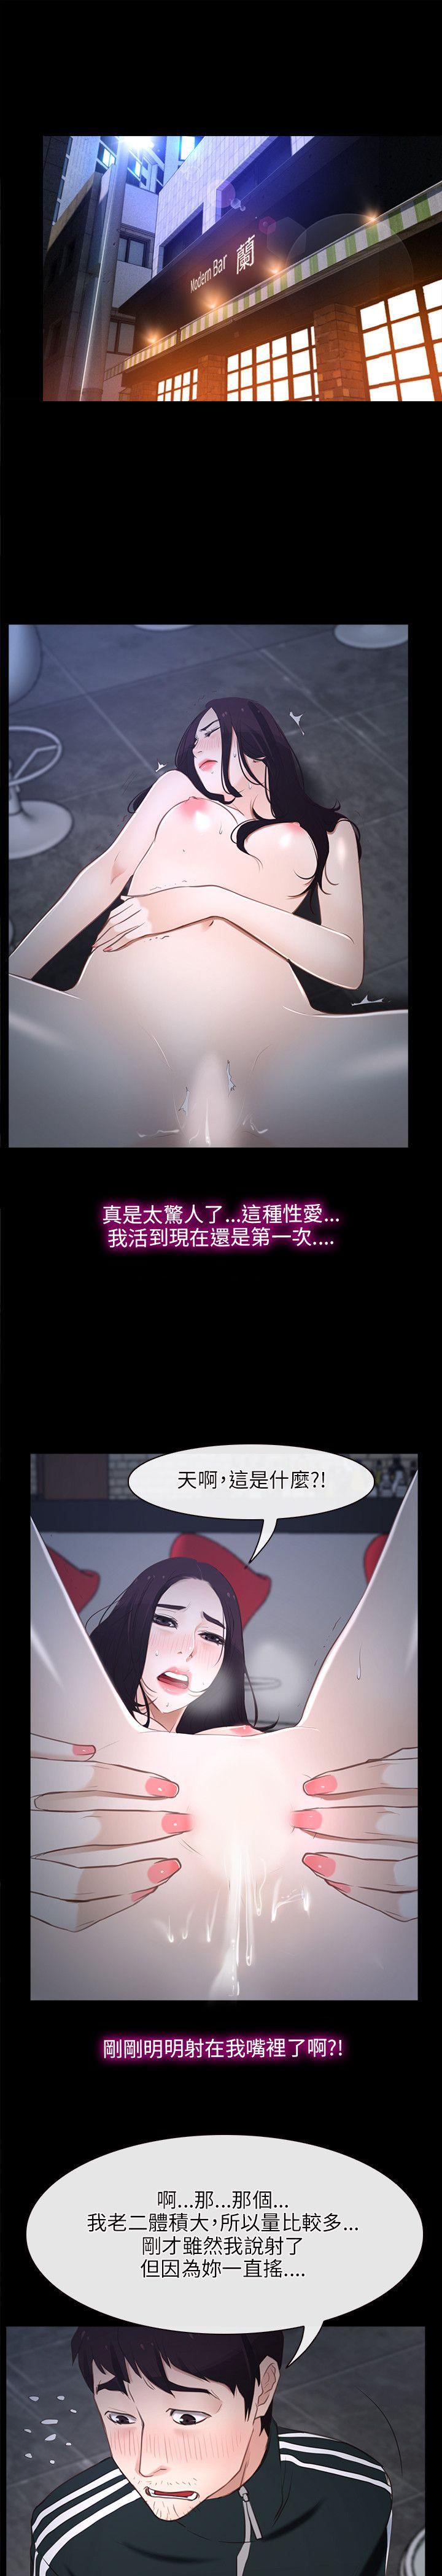 Modern Bar 蘭
真是太驚人了...這種性愛...
我活到現在還是第一次....
天啊,這是什麼?!
剛剛明明射在我嘴裡了啊?!
啊...那...那個...
我老二體積大,所以量比較多...
剛才雖然我說射了
但因為妳一直搖....